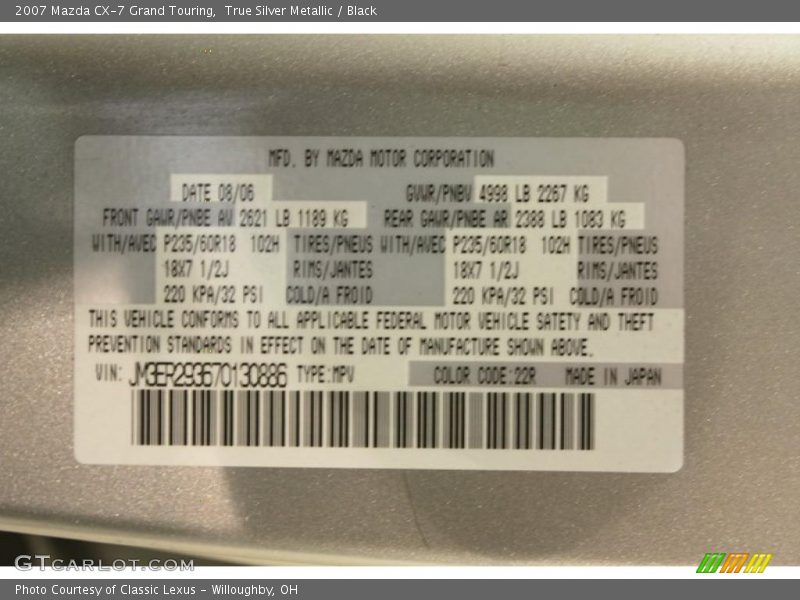 2007 Mazda CX-7 Grand Touring, True Silver Metallic / Black
MFD. BY MAZDA MOTOR CORPORATION
DATE 08/06 GVWR/PNBV 4998 LB 2267 KG
FRONT GAWR/PNBE AV 2621 LB 1189 KG REAR GAWR/PNBE AR 2388 LB 1083 KG
WITH/AVEC P235/60R18 102H TIRES/PNEUS WITH/AVEC P235/60R18 102H TIRES/PNEUS
18X7 1/2J RIMS/JANTES 18X7 1/2J RIMS/JANTES
220 KPA/32 PSI COLD/A FROID 220 KPA/32 PSI COLD/A FROID
THIS VEHICLE CONFORMS TO ALL APPLICABLE FEDERAL MOTOR VEHICLE SAFETY AND THEFT
PREVENTION STANDARDS IN EFFECT ON THE DATE OF MANUFACTURE SHOWN ABOVE.
VIN: JM3ER293670130886 TYPE:MPV COLOR CODE:22R MADE IN JAPAN
GTCARLOT.COM
Photo Courtesy of Classic Lexus - Willoughby, OH